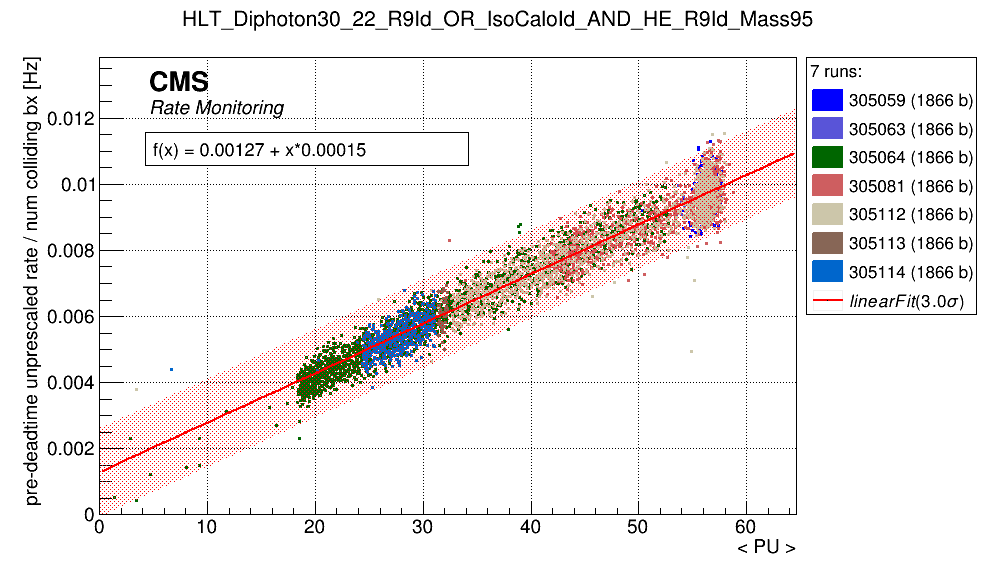 HLT_Diphoton30_22_R9Id_OR_IsoCaloId_AND_HE_R9Id_Mass95
pre-deadtime unprescaled rate / num colliding bx [Hz]
CMS
Rate Monitoring
f(x) = 0.00127 + x*0.00015
0.012
0.01
0.008
0.006
0.004
0.002
0
0 10 20 30 40 50 60
< PU >
7 runs:
305059 (1866 b)
305063 (1866 b)
305064 (1866 b)
305081 (1866 b)
305112 (1866 b)
305113 (1866 b)
305114 (1866 b)
linearFit(3.0σ)